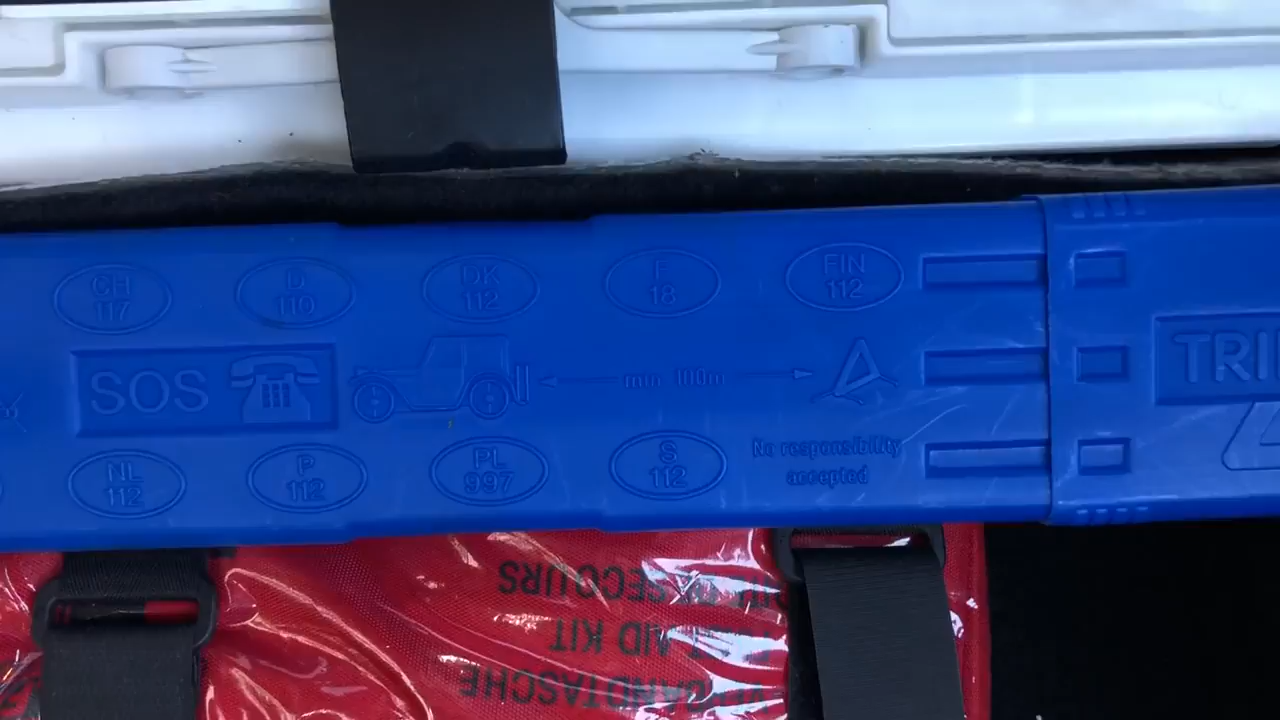 CH
117
D
110
DK
112
F
18
FIN
112
SOS
min 100m
TRI
NL
112
P
112
PL
997
S
112
No responsibility
accepted
SECOURS
AID KIT
BANDTASCHE